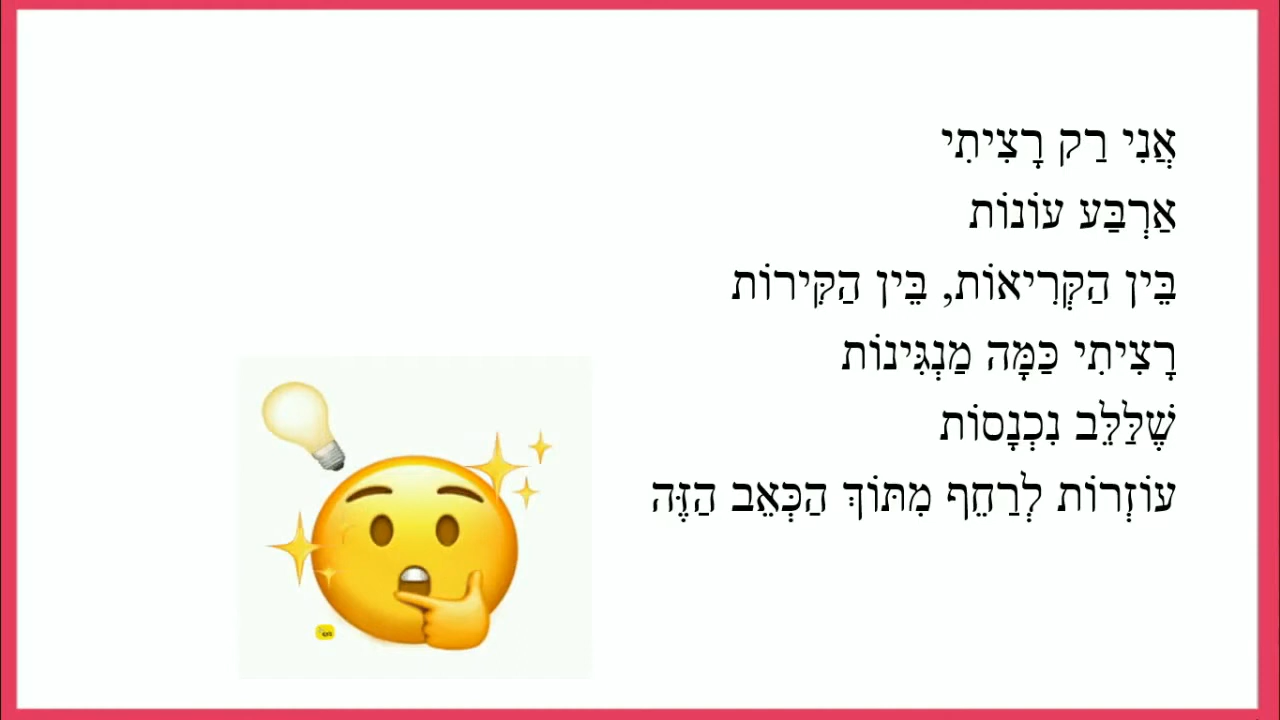 אֲנִי רַק רָצִיתִי
אַרְבַּע עוֹנוֹת
בֵּין הַקְּרִיאוֹת, בֵּין הַקִּירוֹת
רָצִיתִי כַּמָּה מַנְגִּינוֹת
שֶׁלַּלֵּב נִכְנָסוֹת
עוֹזְרוֹת לְרַחֵף מִתּוֹךְ הַכְּאֵב הַזֶּה